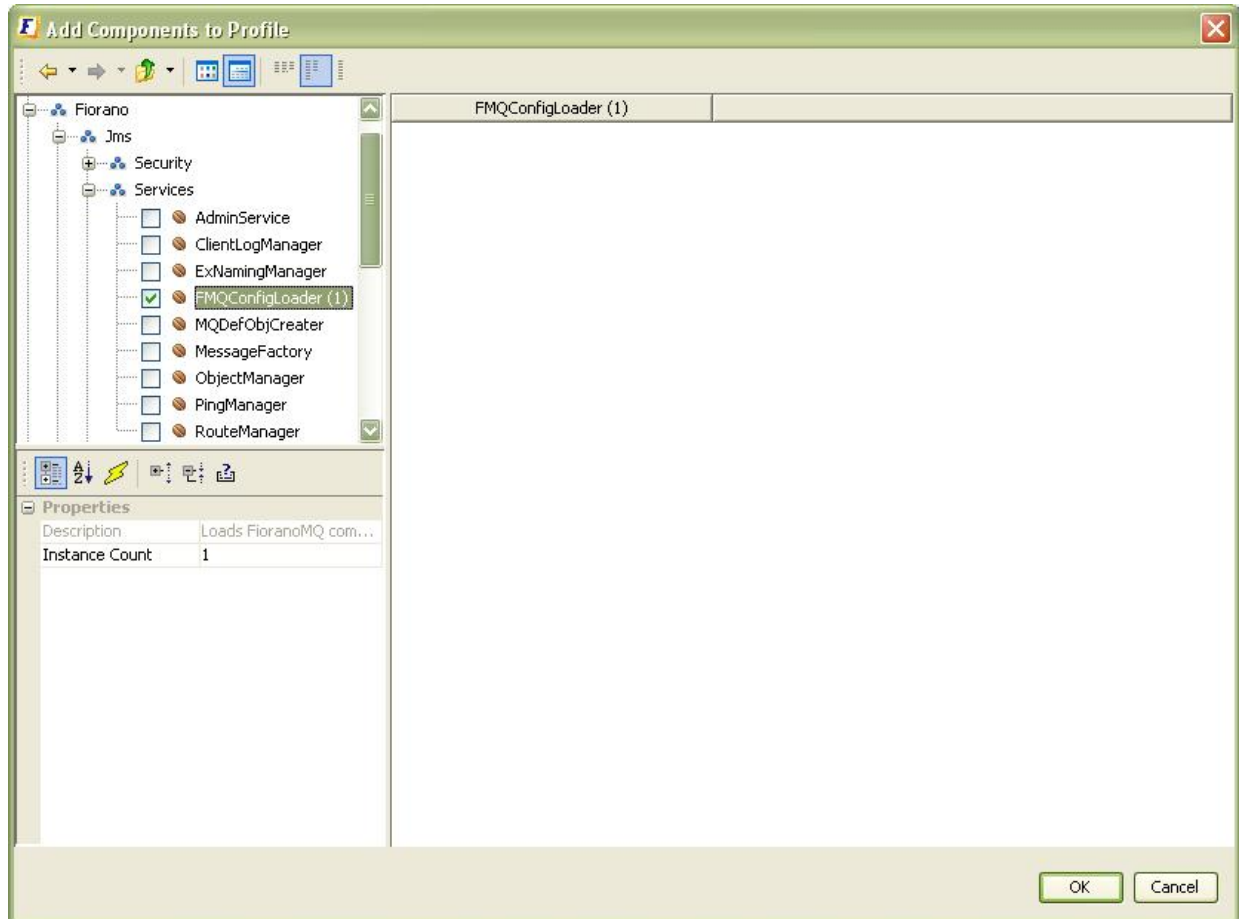 Add Components to Profile
Fiorano
Jms
Security
Services
AdminService
ClientLogManager
ExNamingManager
FMQConfigLoader (1)
MQDefObjCreater
MessageFactory
ObjectManager
PingManager
RouteManager
FMQConfigLoader (1)
Properties
Description Loads FioranoMQ com...
Instance Count 1
OK Cancel